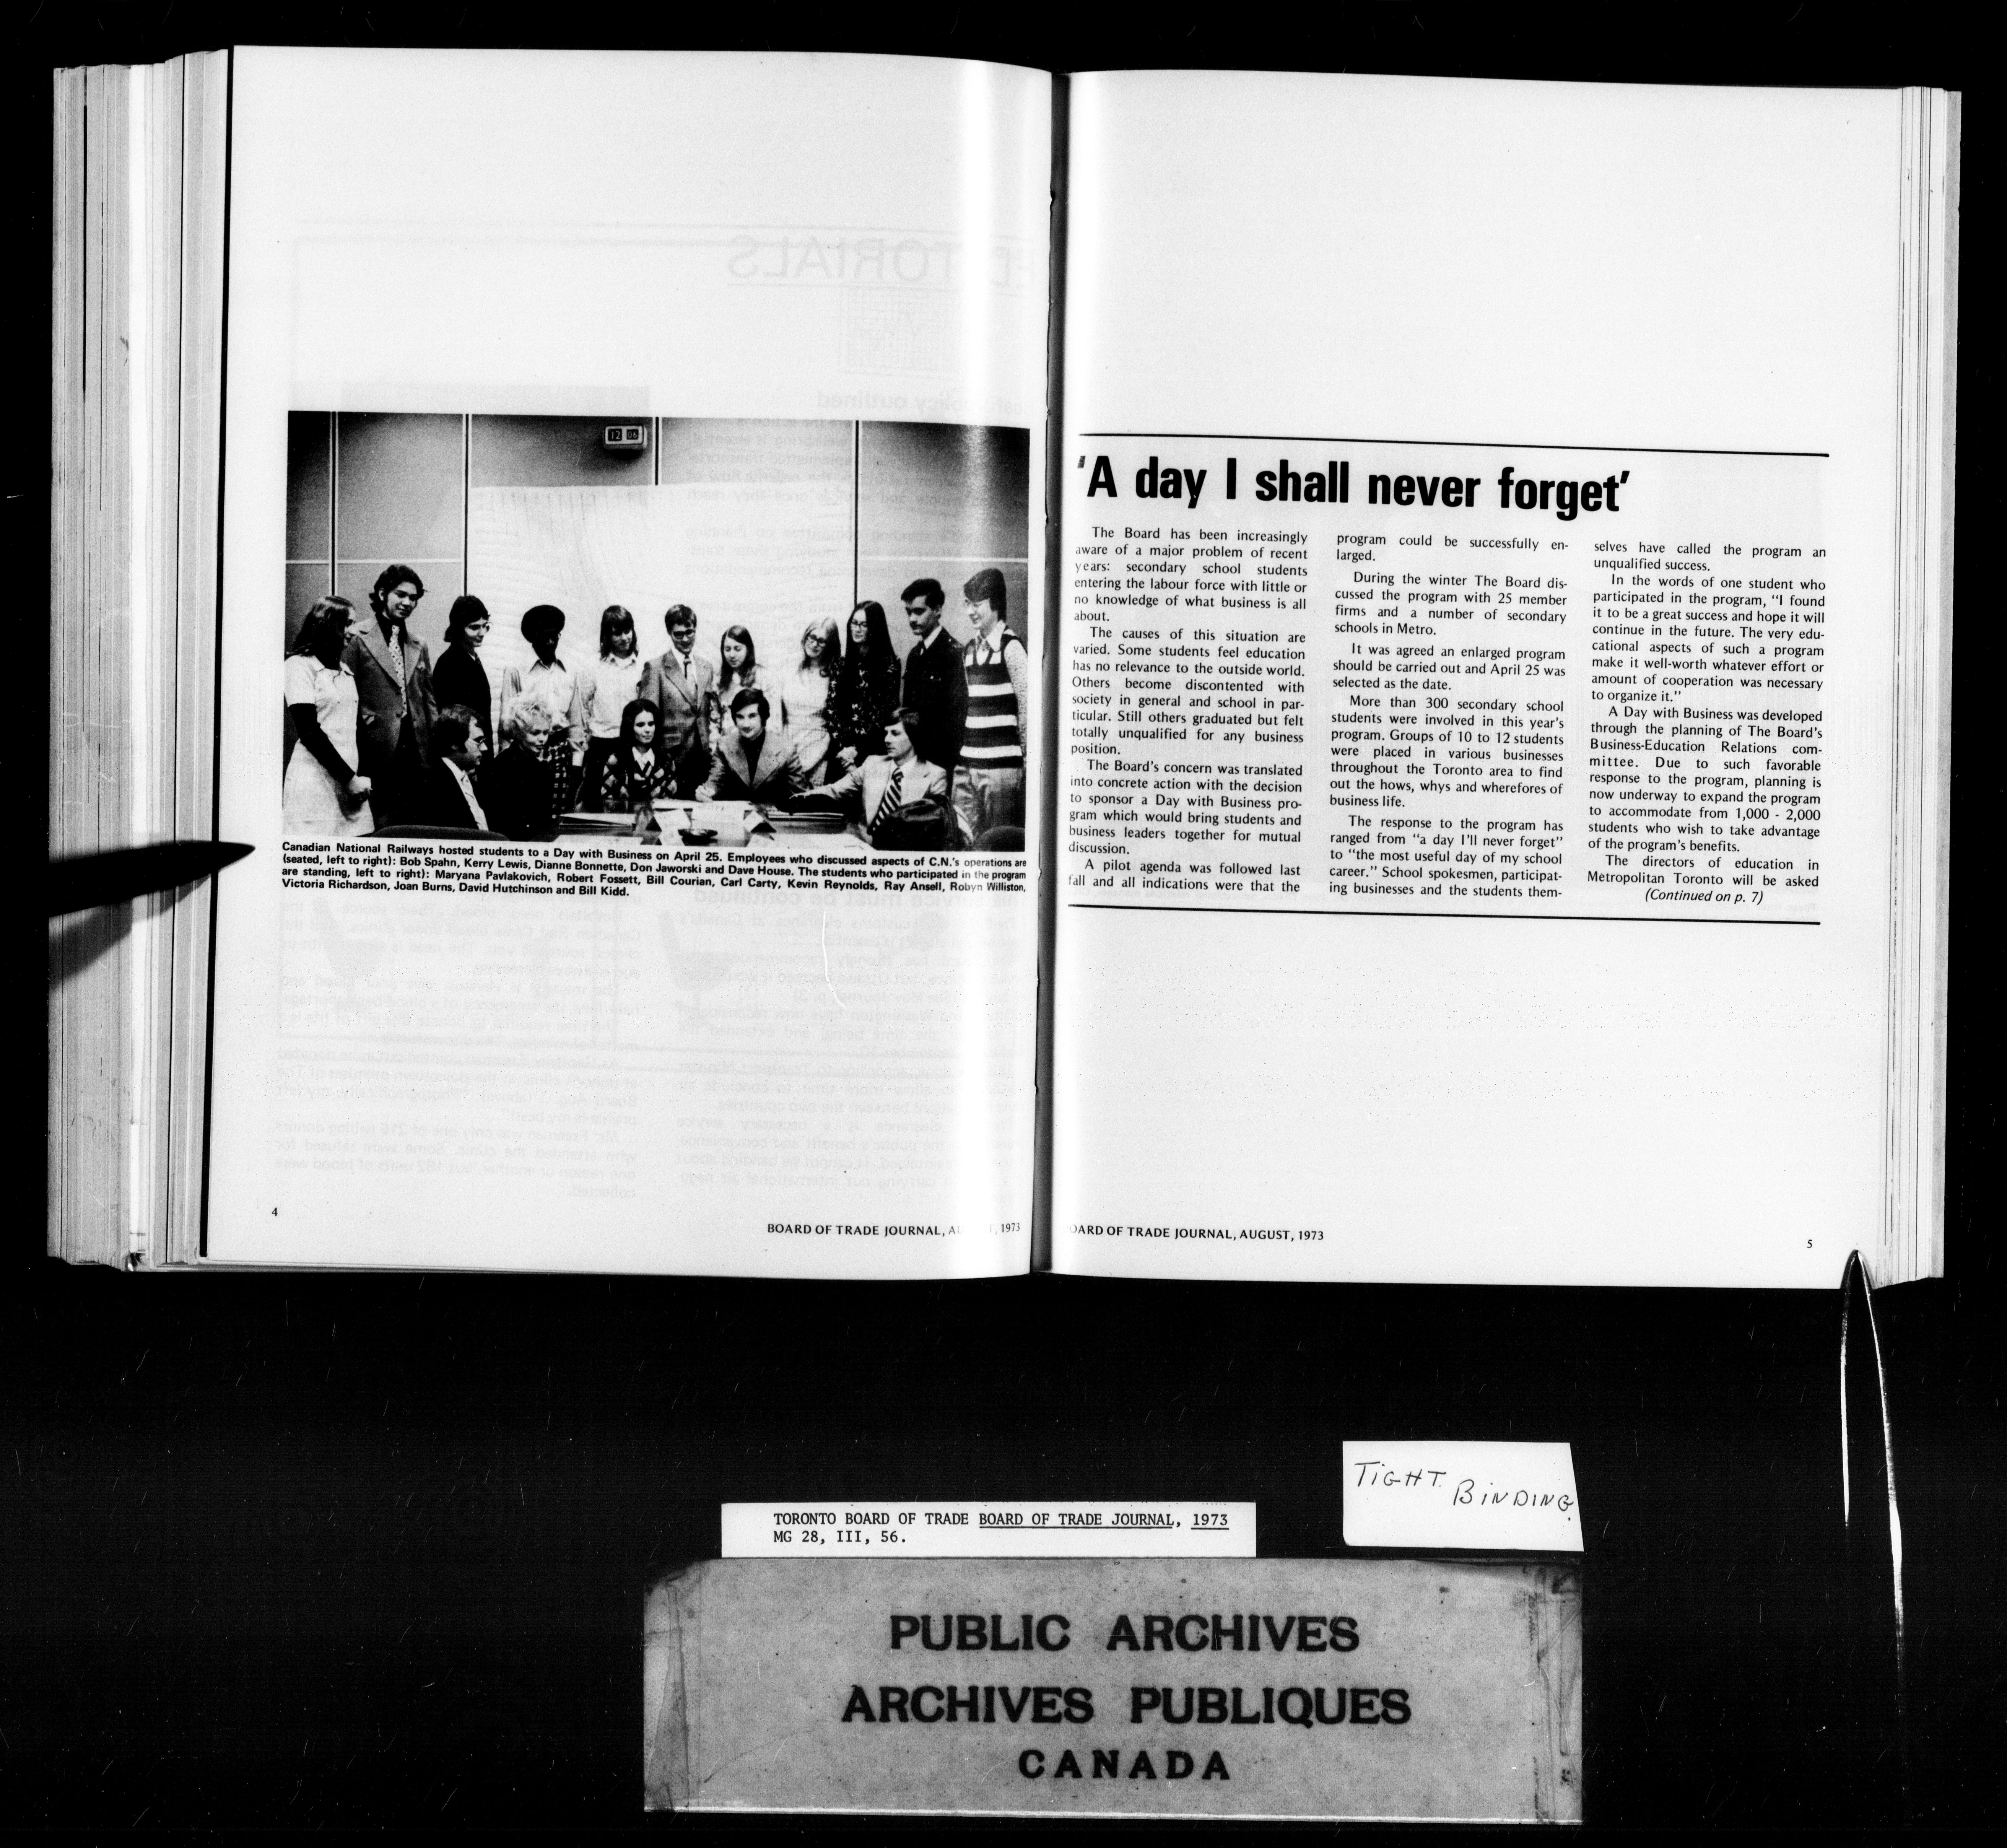 12 06
Canadian National Railways hosted students to a Day with Business on April 25. Employees who discussed aspects of C.N.'s operations are
(seated, left to right): Bob Spahn, Kerry Lewis, Dianne Bonnette, Don Jaworski and Dave House. The students who participated in the program
are standing, left to right): Maryana Pavlakovich, Robert Fossett, Bill Courian, Carl Carty, Kevin Reynolds, Ray Ansell, Robyn Williston,
Victoria Richardson, Joan Burns, David Hutchinson and Bill Kidd.
4
BOARD OF TRADE JOURNAL, 1973
'A day I shall never forget'
The Board has been increasingly
aware of a major problem of recent
years: secondary school students
entering the labour force with little or
no knowledge of what business is all
about.
The causes of this situation are
varied. Some students feel education
has no relevance to the outside world.
Others become discontented with
society in general and school in par-
ticular. Still others graduated but felt
totally unqualified for any business
position.
The Board's concern was translated
into concrete action with the decision
to sponsor a Day with Business pro-
gram which would bring students and
business leaders together for mutual
discussion.
A pilot agenda was followed last
fall and all indications were that the
program could be successfully en-
larged.
During the winter The Board dis-
cussed the program with 25 member
firms and a number of secondary
schools in Metro.
It was agreed an enlarged program
should be carried out and April 25 was
selected as the date.
More than 300 secondary school
students were involved in this year's
program. Groups of 10 to 12 students
were placed in various businesses
throughout the Toronto area to find
out the hows, whys and wherefores of
business life.
The response to the program has
ranged from "a day I'll never forget"
to "the most useful day of my school
career." School spokesmen, participat-
ing businesses and the students them-
selves have called the program an
unqualified success.
In the words of one student who
participated in the program, "I found
it to be a great success and hope it will
continue in the future. The very edu-
cational aspects of such a program
make it well-worth whatever effort or
amount of cooperation was necessary
to organize it."
A Day with Business was developed
through the planning of The Board's
Business-Education Relations com-
mittee. Due to such favorable
response to the program, planning is
now underway to expand the program
to accommodate from 1,000 - 2,000
students who wish to take advantage
of the program's benefits.
The directors of education in
Metropolitan Toronto will be asked
(Continued on p. 7)
OARD OF TRADE JOURNAL, AUGUST, 1973
5
TIGHT BINDING.
TORONTO BOARD OF TRADE BOARD OF TRADE JOURNAL, 1973
MG 28, III, 56.
PUBLIC ARCHIVES
ARCHIVES PUBLIQUES
CANADA